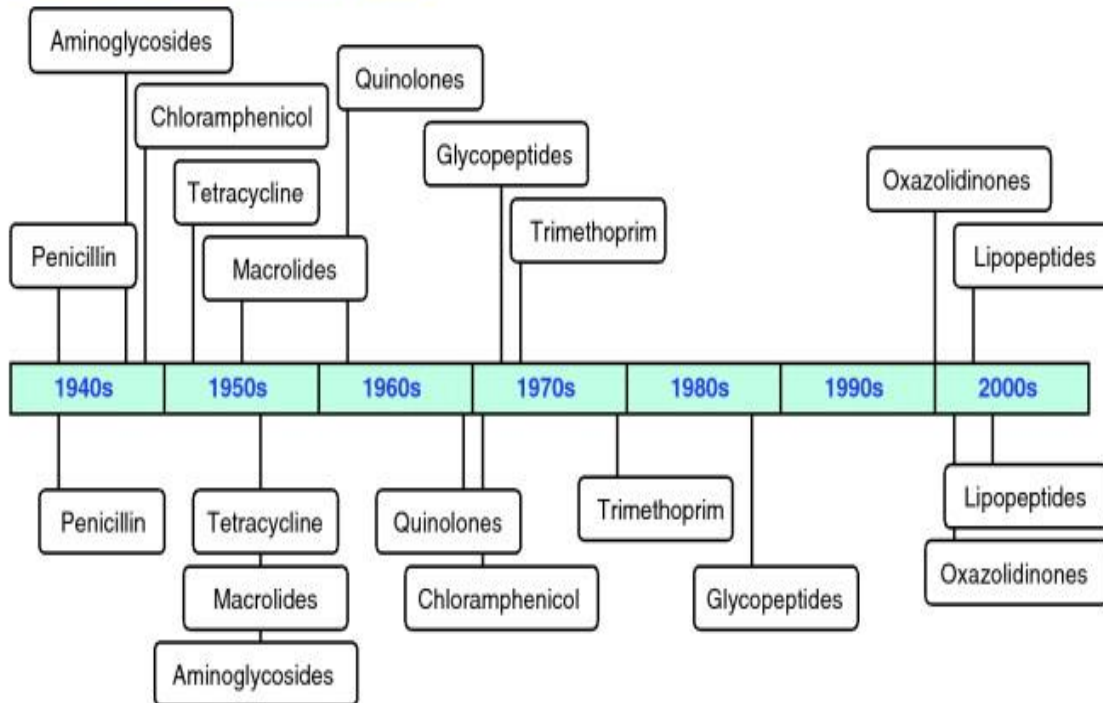 Aminoglycosides
Quinolones
Chloramphenicol
Glycopeptides
Oxazolidinones
Tetracycline
Trimethoprim
Penicillin
Lipopeptides
Macrolides
1940s 1950s 1960s 1970s 1980s 1990s 2000s
Penicillin Tetracycline Quinolones Trimethoprim Lipopeptides
Macrolides Chloramphenicol Glycopeptides Oxazolidinones
Aminoglycosides